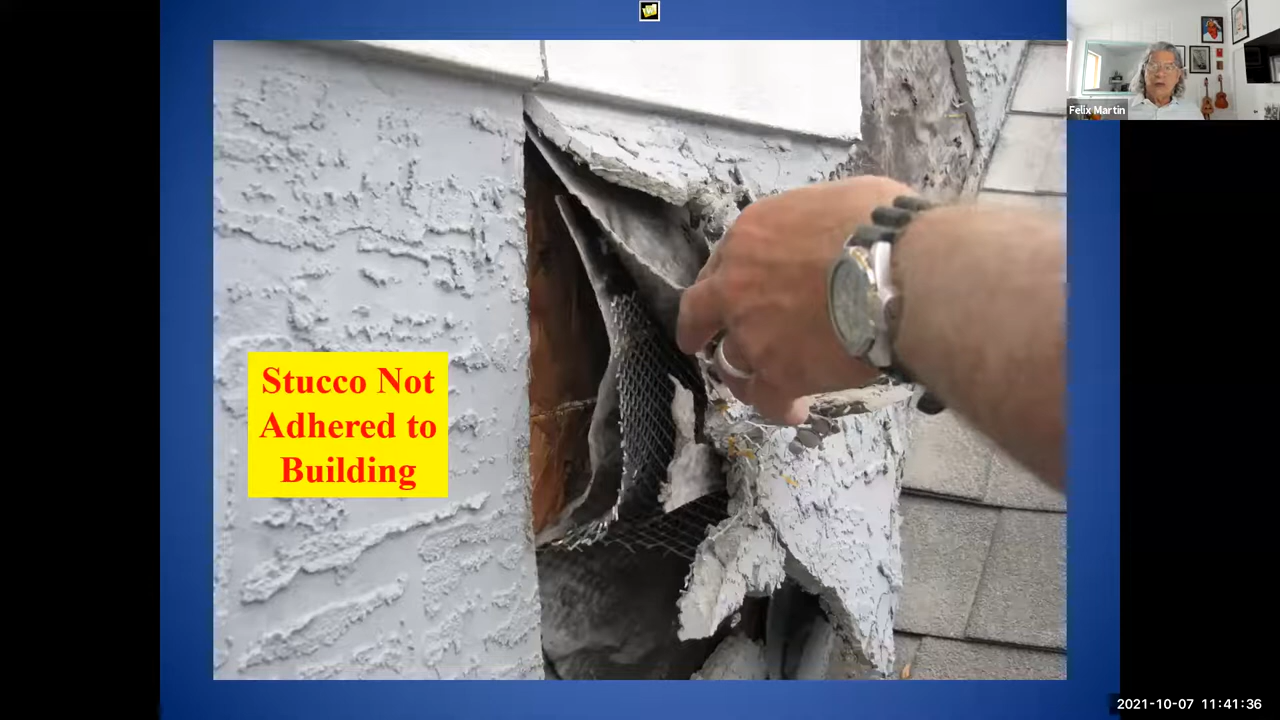 Felix Martin
Stucco Not
Adhered to
Building
2021-10-07 11:41:36